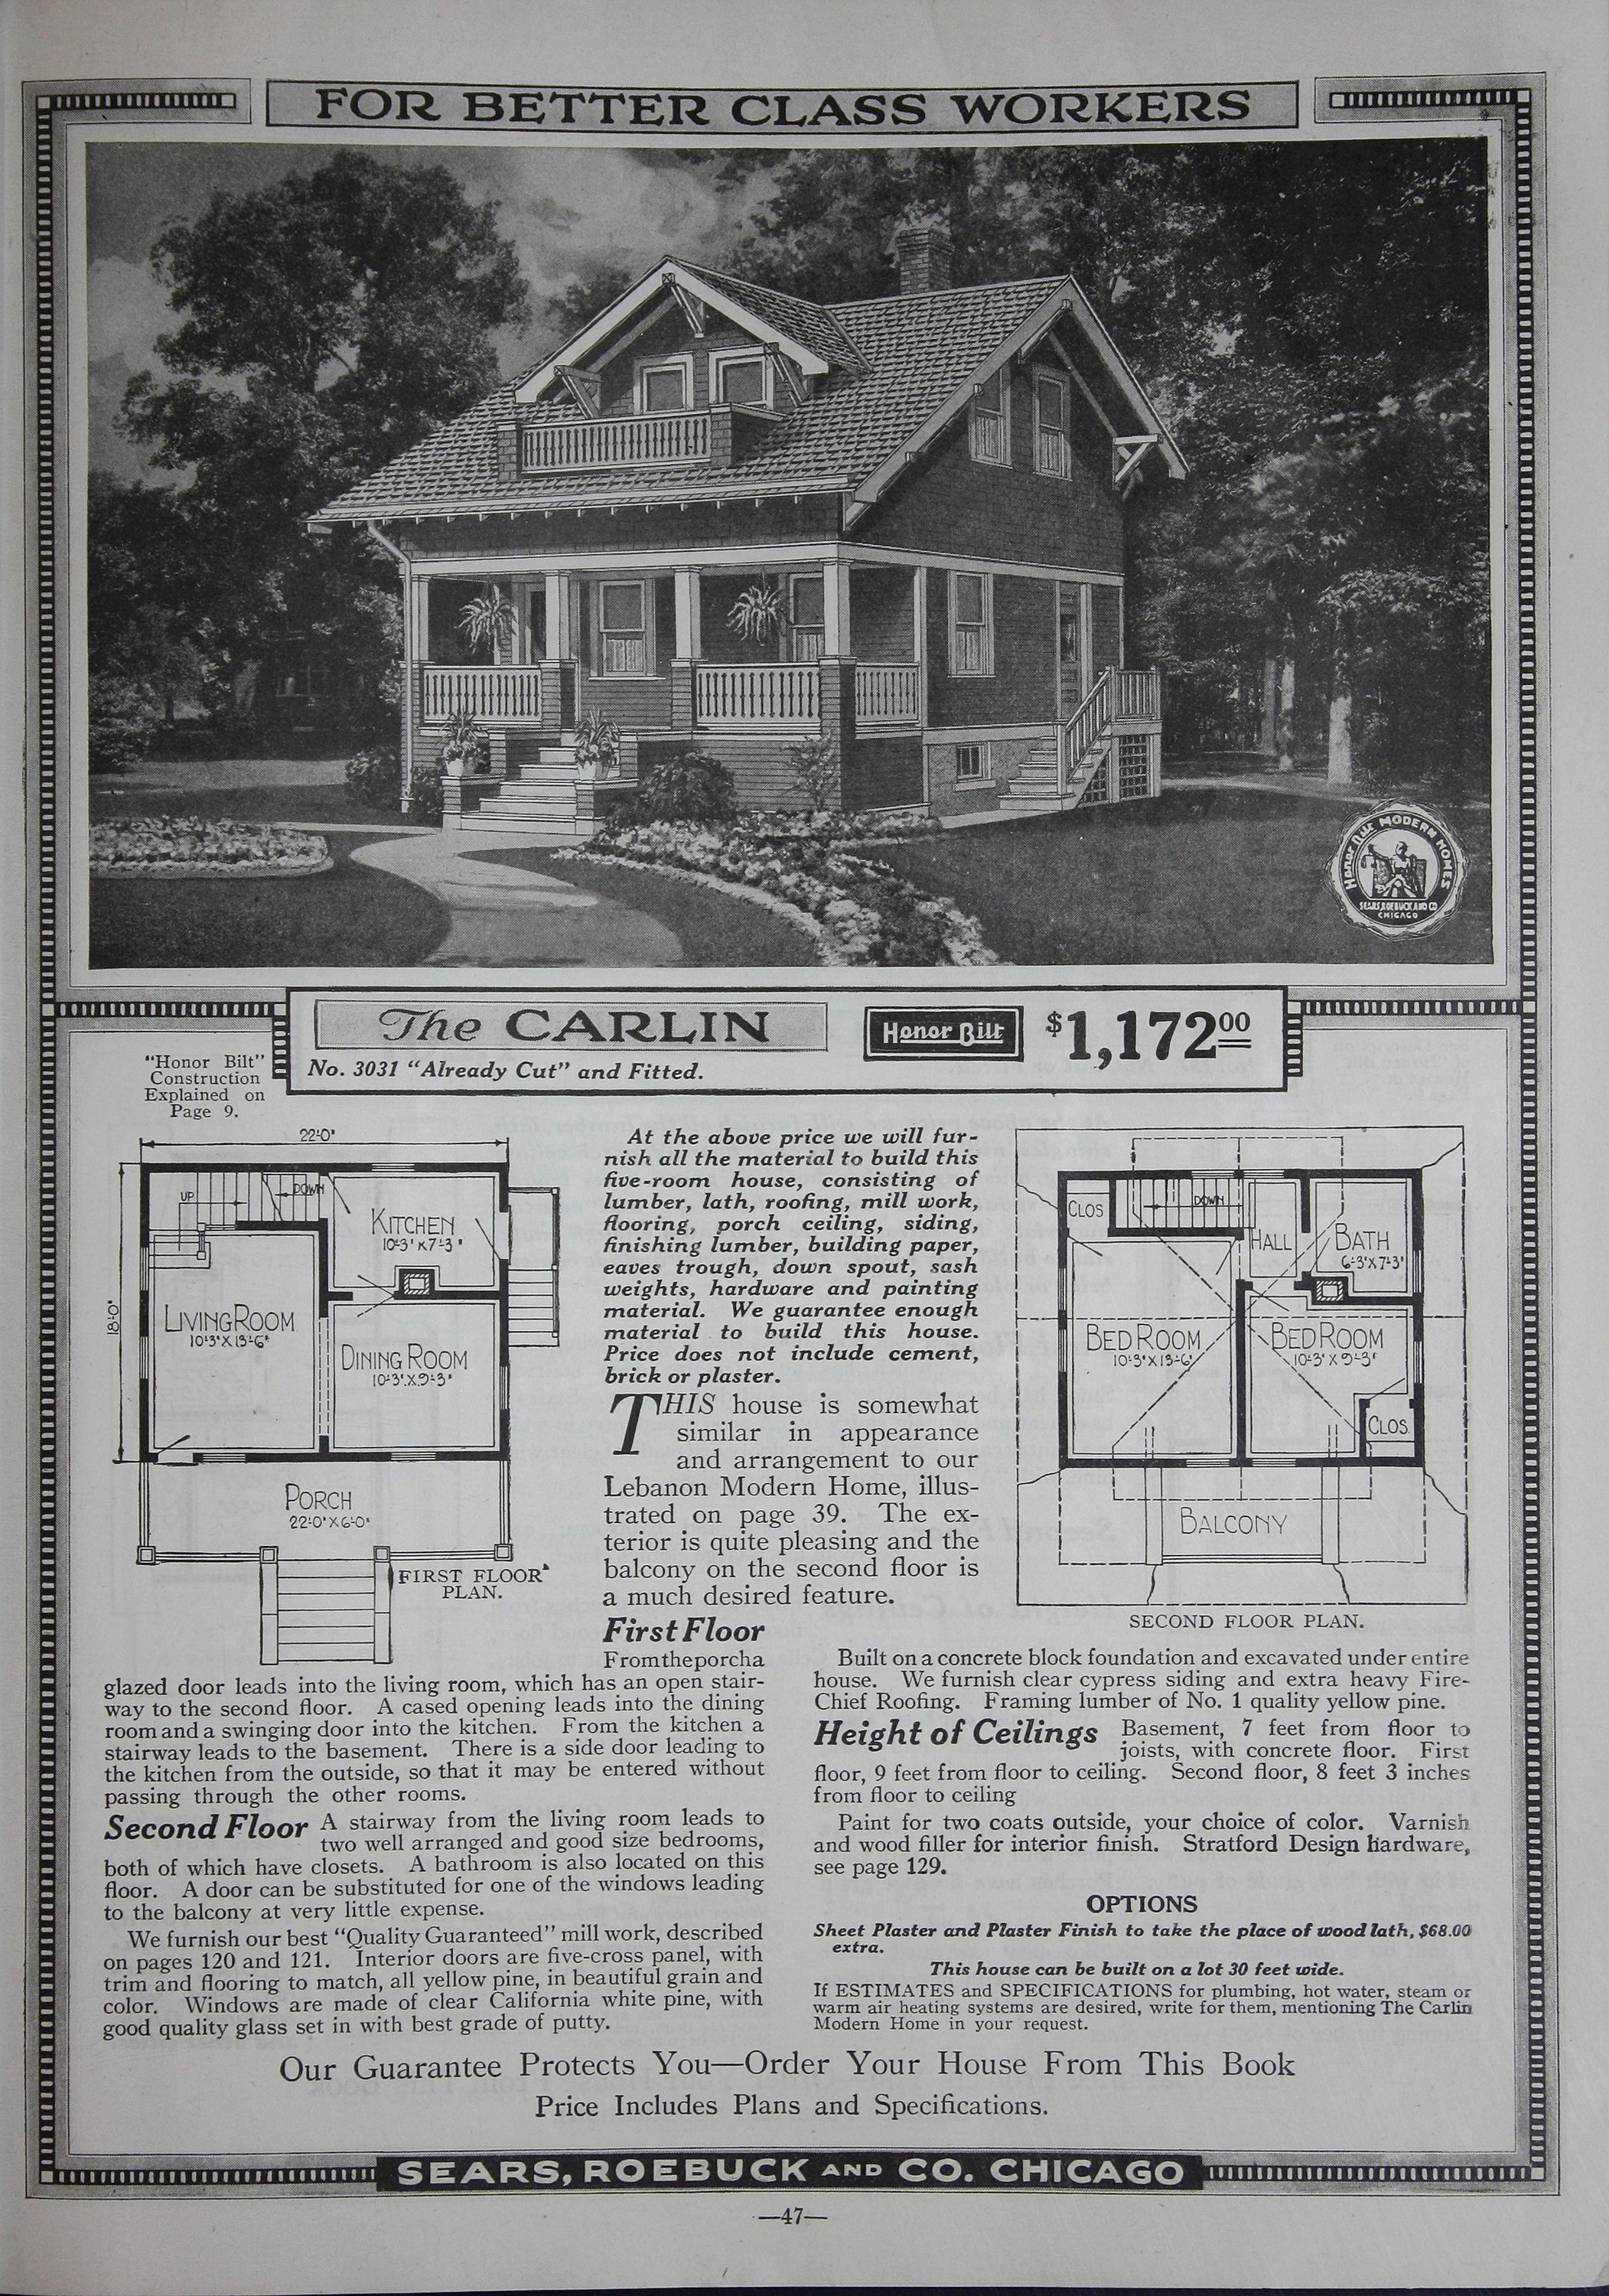 FOR BETTER CLASS WORKERS
HONOR BILT MODERN HOMES
SEARS, ROEBUCK AND CO
CHICAGO
The CARLIN
No. 3031 "Already Cut" and Fitted.
Honor Bilt
$1,172.00
"Honor Bilt"
Construction
Explained on
Page 9.
22'-0"
18'-0"
UP
DOWN
KITCHEN
10'-3" X 7'-3"
LIVING ROOM
10'-3" X 13'-6"
DINING ROOM
10'-3" X 9'-3"
PORCH
22'-0" X 6'-0"
FIRST FLOOR
PLAN.
At the above price we will fur-
nish all the material to build this
five-room house, consisting of
lumber, lath, roofing, mill work,
flooring, porch ceiling, siding,
finishing lumber, building paper,
eaves trough, down spout, sash
weights, hardware and painting
material. We guarantee enough
material to build this house.
Price does not include cement,
brick or plaster.
THIS house is somewhat
similar in appearance
and arrangement to our
Lebanon Modern Home, illus-
trated on page 39. The ex-
terior is quite pleasing and the
balcony on the second floor is
a much desired feature.
CLOS
DOWN
HALL
BATH
6'-3" X 7'-3"
BED ROOM
10'-3" X 13'-6"
BED ROOM
10'-3" X 9'-3"
CLOS.
BALCONY
SECOND FLOOR PLAN.
First Floor
From the porch a
glazed door leads into the living room, which has an open stair-
way to the second floor. A cased opening leads into the dining
room and a swinging door into the kitchen. From the kitchen a
stairway leads to the basement. There is a side door leading to
the kitchen from the outside, so that it may be entered without
passing through the other rooms.
Second Floor A stairway from the living room leads to
two well arranged and good size bedrooms,
both of which have closets. A bathroom is also located on this
floor. A door can be substituted for one of the windows leading
to the balcony at very little expense.
We furnish our best "Quality Guaranteed" mill work, described
on pages 120 and 121. Interior doors are five-cross panel, with
trim and flooring to match, all yellow pine, in beautiful grain and
color. Windows are made of clear California white pine, with
good quality glass set in with best grade of putty.
Built on a concrete block foundation and excavated under entire
house. We furnish clear cypress siding and extra heavy Fire-
Chief Roofing. Framing lumber of No. 1 quality yellow pine.
Height of Ceilings Basement, 7 feet from floor to
joists, with concrete floor. First
floor, 9 feet from floor to ceiling. Second floor, 8 feet 3 inches
from floor to ceiling
Paint for two coats outside, your choice of color. Varnish
and wood filler for interior finish. Stratford Design hardware,
see page 129.
OPTIONS
Sheet Plaster and Plaster Finish to take the place of wood lath, $68.00
extra.
This house can be built on a lot 30 feet wide.
If ESTIMATES and SPECIFICATIONS for plumbing, hot water, steam or
warm air heating systems are desired, write for them, mentioning The Carlin
Modern Home in your request.
Our Guarantee Protects You—Order Your House From This Book
Price Includes Plans and Specifications.
SEARS, ROEBUCK AND CO. CHICAGO
—47—